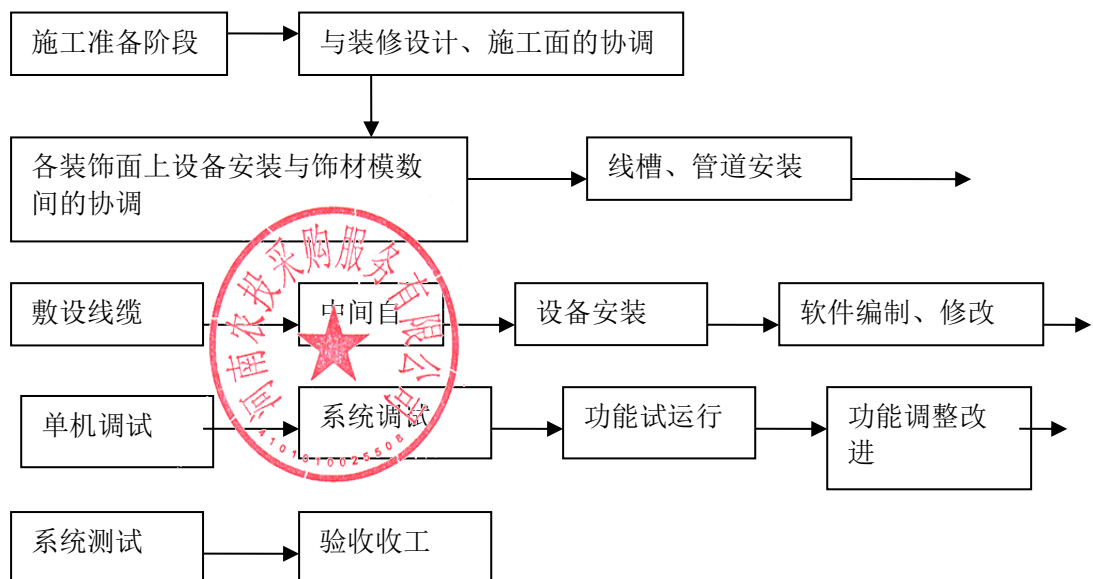 施工准备阶段
与装修设计、施工面的协调
各装饰面上设备安装与饰材模数
间的协调
线槽、管道安装
敷设线缆
中间自
设备安装
软件编制、修改
单机调试
系统调试
功能试运行
功能调整改
进
系统测试
验收收工
河南农投采购服务有限公司